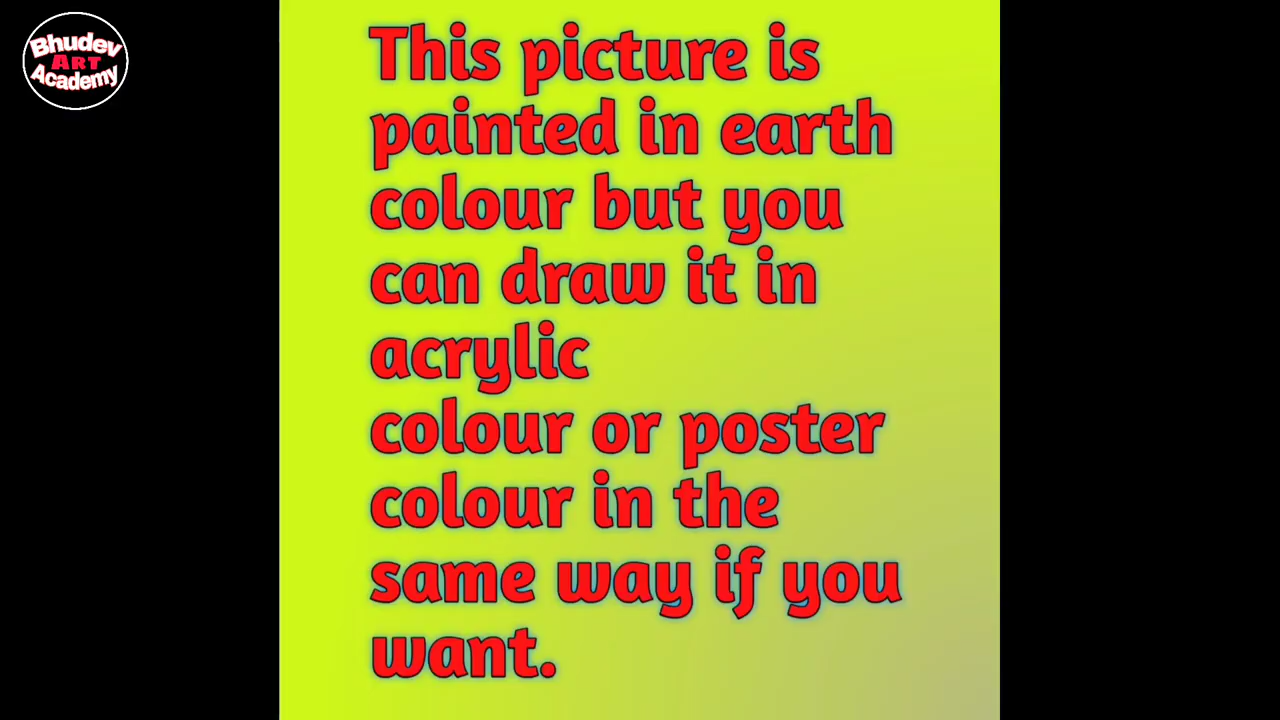 Bhudev
ART
Academy
This picture is
painted in earth
colour but you
can draw it in
acrylic
colour or poster
colour in the
same way if you
want.